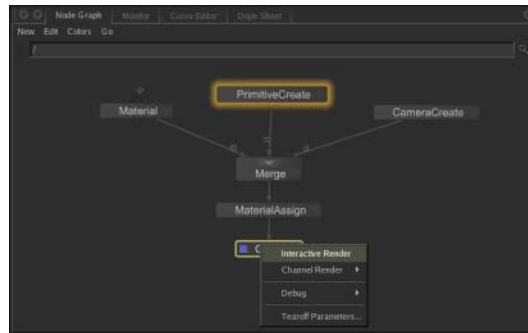 Node Graph Monitor Curve Editor Dope Sheet
New Edit Colors Go
/
PrimitiveCreate
Material
CameraCreate
Merge
MaterialAssign
Interactive Render
Channel Render
Debug
Tearoff Parameters...